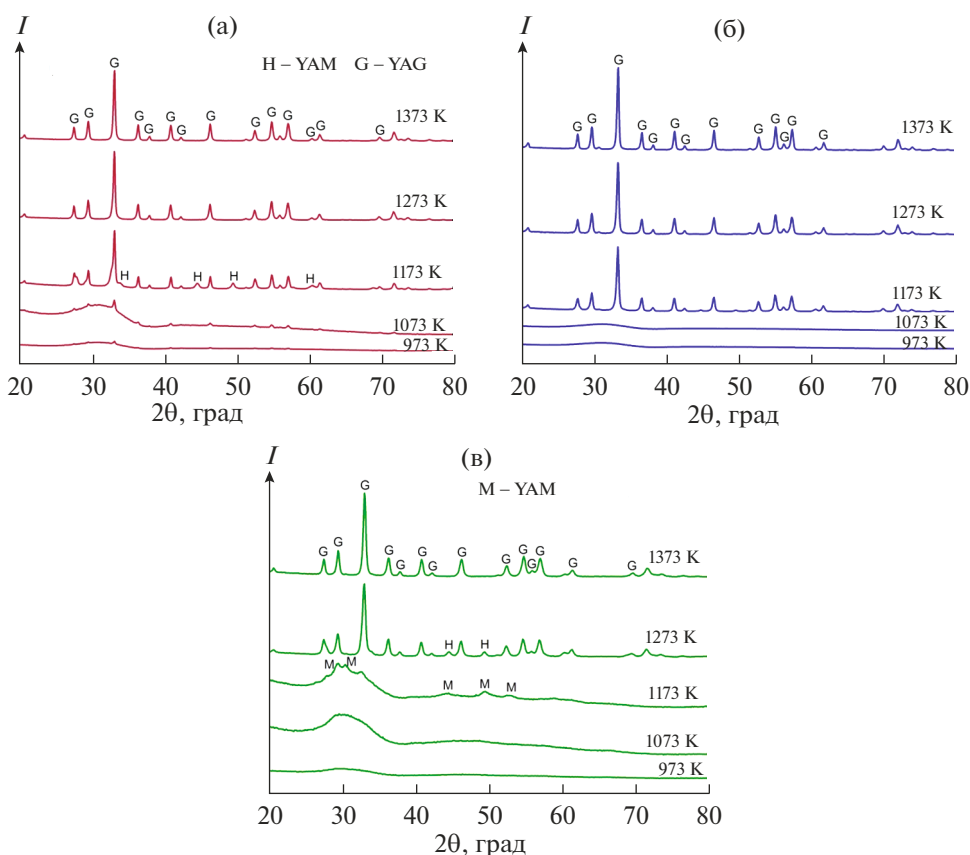 (а)
I
H – YAM G – YAG
G
G G G G G G G G G G G G G
1373 K
1273 K
H H H H
1173 K
1073 K
973 K
20 30 40 50 60 70 80
2θ, град
(б)
I
G
G G G G G G G G G G G G
1373 K
1273 K
1173 K
1073 K
973 K
20 30 40 50 60 70 80
2θ, град
(в)
I
M – YAM
G
G G G G G G G G G G G G G
1373 K
H H
1273 K
M M M M M
1173 K
1073 K
973 K
20 30 40 50 60 70 80
2θ, град